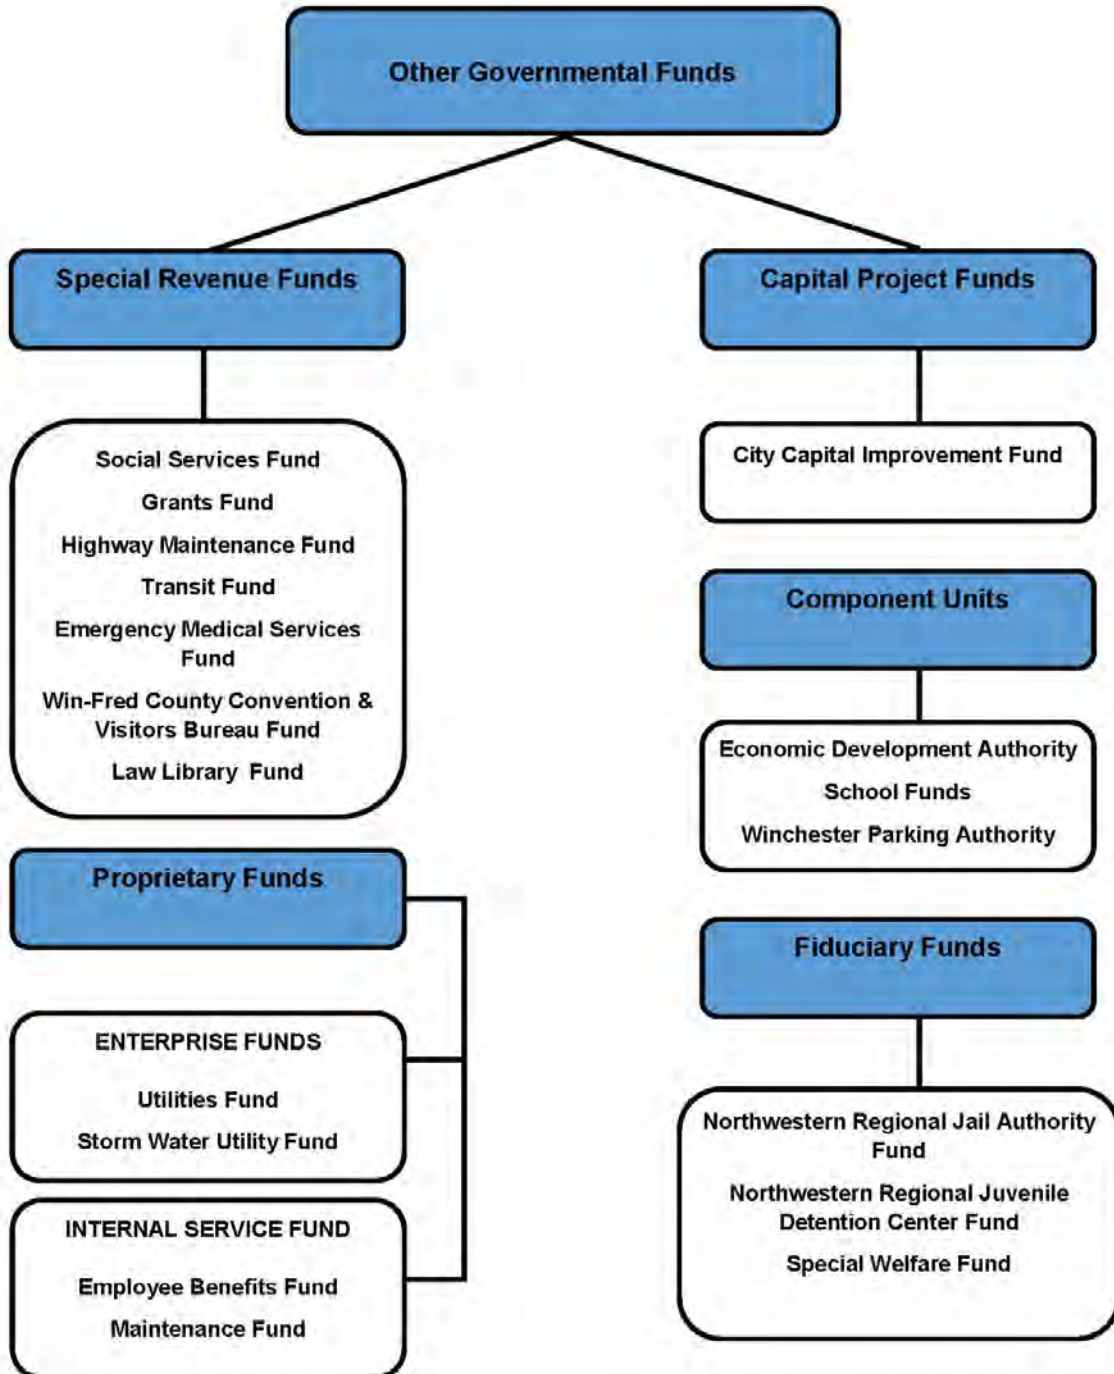 Other Governmental Funds
Special Revenue Funds
Social Services Fund
Grants Fund
Highway Maintenance Fund
Transit Fund
Emergency Medical Services
Fund
Win-Fred County Convention &
Visitors Bureau Fund
Law Library Fund
Capital Project Funds
City Capital Improvement Fund
Component Units
Economic Development Authority
School Funds
Winchester Parking Authority
Proprietary Funds
ENTERPRISE FUNDS
Utilities Fund
Storm Water Utility Fund
INTERNAL SERVICE FUND
Employee Benefits Fund
Maintenance Fund
Fiduciary Funds
Northwestern Regional Jail Authority
Fund
Northwestern Regional Juvenile
Detention Center Fund
Special Welfare Fund